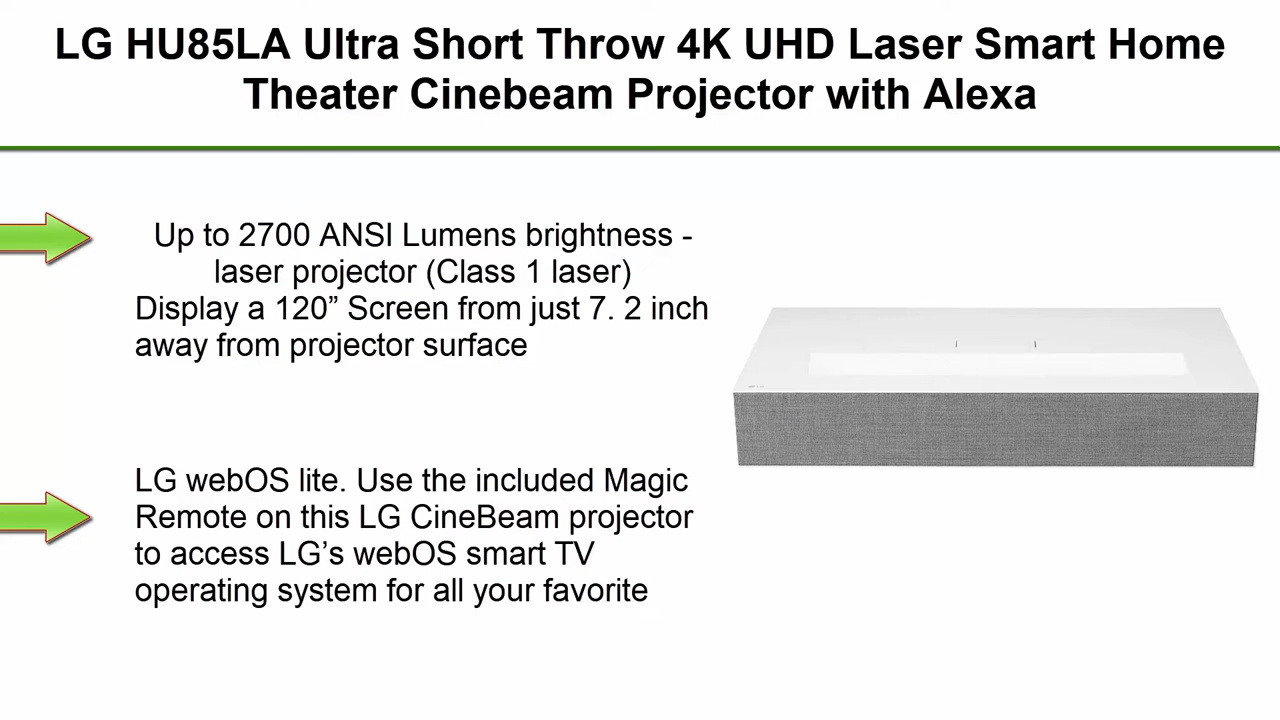 LG HU85LA Ultra Short Throw 4K UHD Laser Smart Home
Theater Cinebeam Projector with Alexa
Up to 2700 ANSI Lumens brightness -
laser projector (Class 1 laser)
Display a 120” Screen from just 7. 2 inch
away from projector surface
LG webOS lite. Use the included Magic
Remote on this LG CineBeam projector
to access LG’s webOS smart TV
operating system for all your favorite